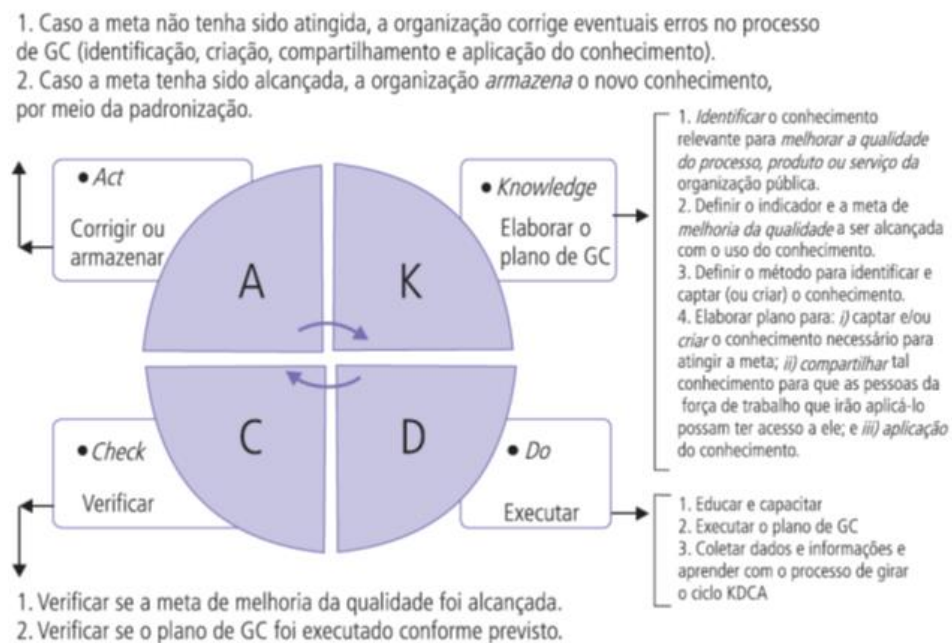 1. Caso a meta não tenha sido atingida, a organização corrige eventuais erros no processo
de GC (identificação, criação, compartilhamento e aplicação do conhecimento).
2. Caso a meta tenha sido alcançada, a organização armazena o novo conhecimento,
por meio da padronização.
• Act
Corrigir ou
armazenar
A
K
• Knowledge
Elaborar o
plano de GC
1. Identificar o conhecimento
relevante para melhorar a qualidade
do processo, produto ou serviço da
organização pública.
2. Definir o indicador e a meta de
melhoria da qualidade a ser alcançada
com o uso do conhecimento.
3. Definir o método para identificar e
captar (ou criar) o conhecimento.
4. Elaborar plano para: i) captar e/ou
criar o conhecimento necessário para
atingir a meta; ii) compartilhar tal
conhecimento para que as pessoas da
força de trabalho que irão aplicá-lo
possam ter acesso a ele; e iii) aplicação
do conhecimento.
• Check
Verificar
C
D
• Do
Executar
1. Educar e capacitar
2. Executar o plano de GC
3. Coletar dados e informações e
aprender com o processo de girar
o ciclo KDCA
1. Verificar se a meta de melhoria da qualidade foi alcançada.
2. Verificar se o plano de GC foi executado conforme previsto.